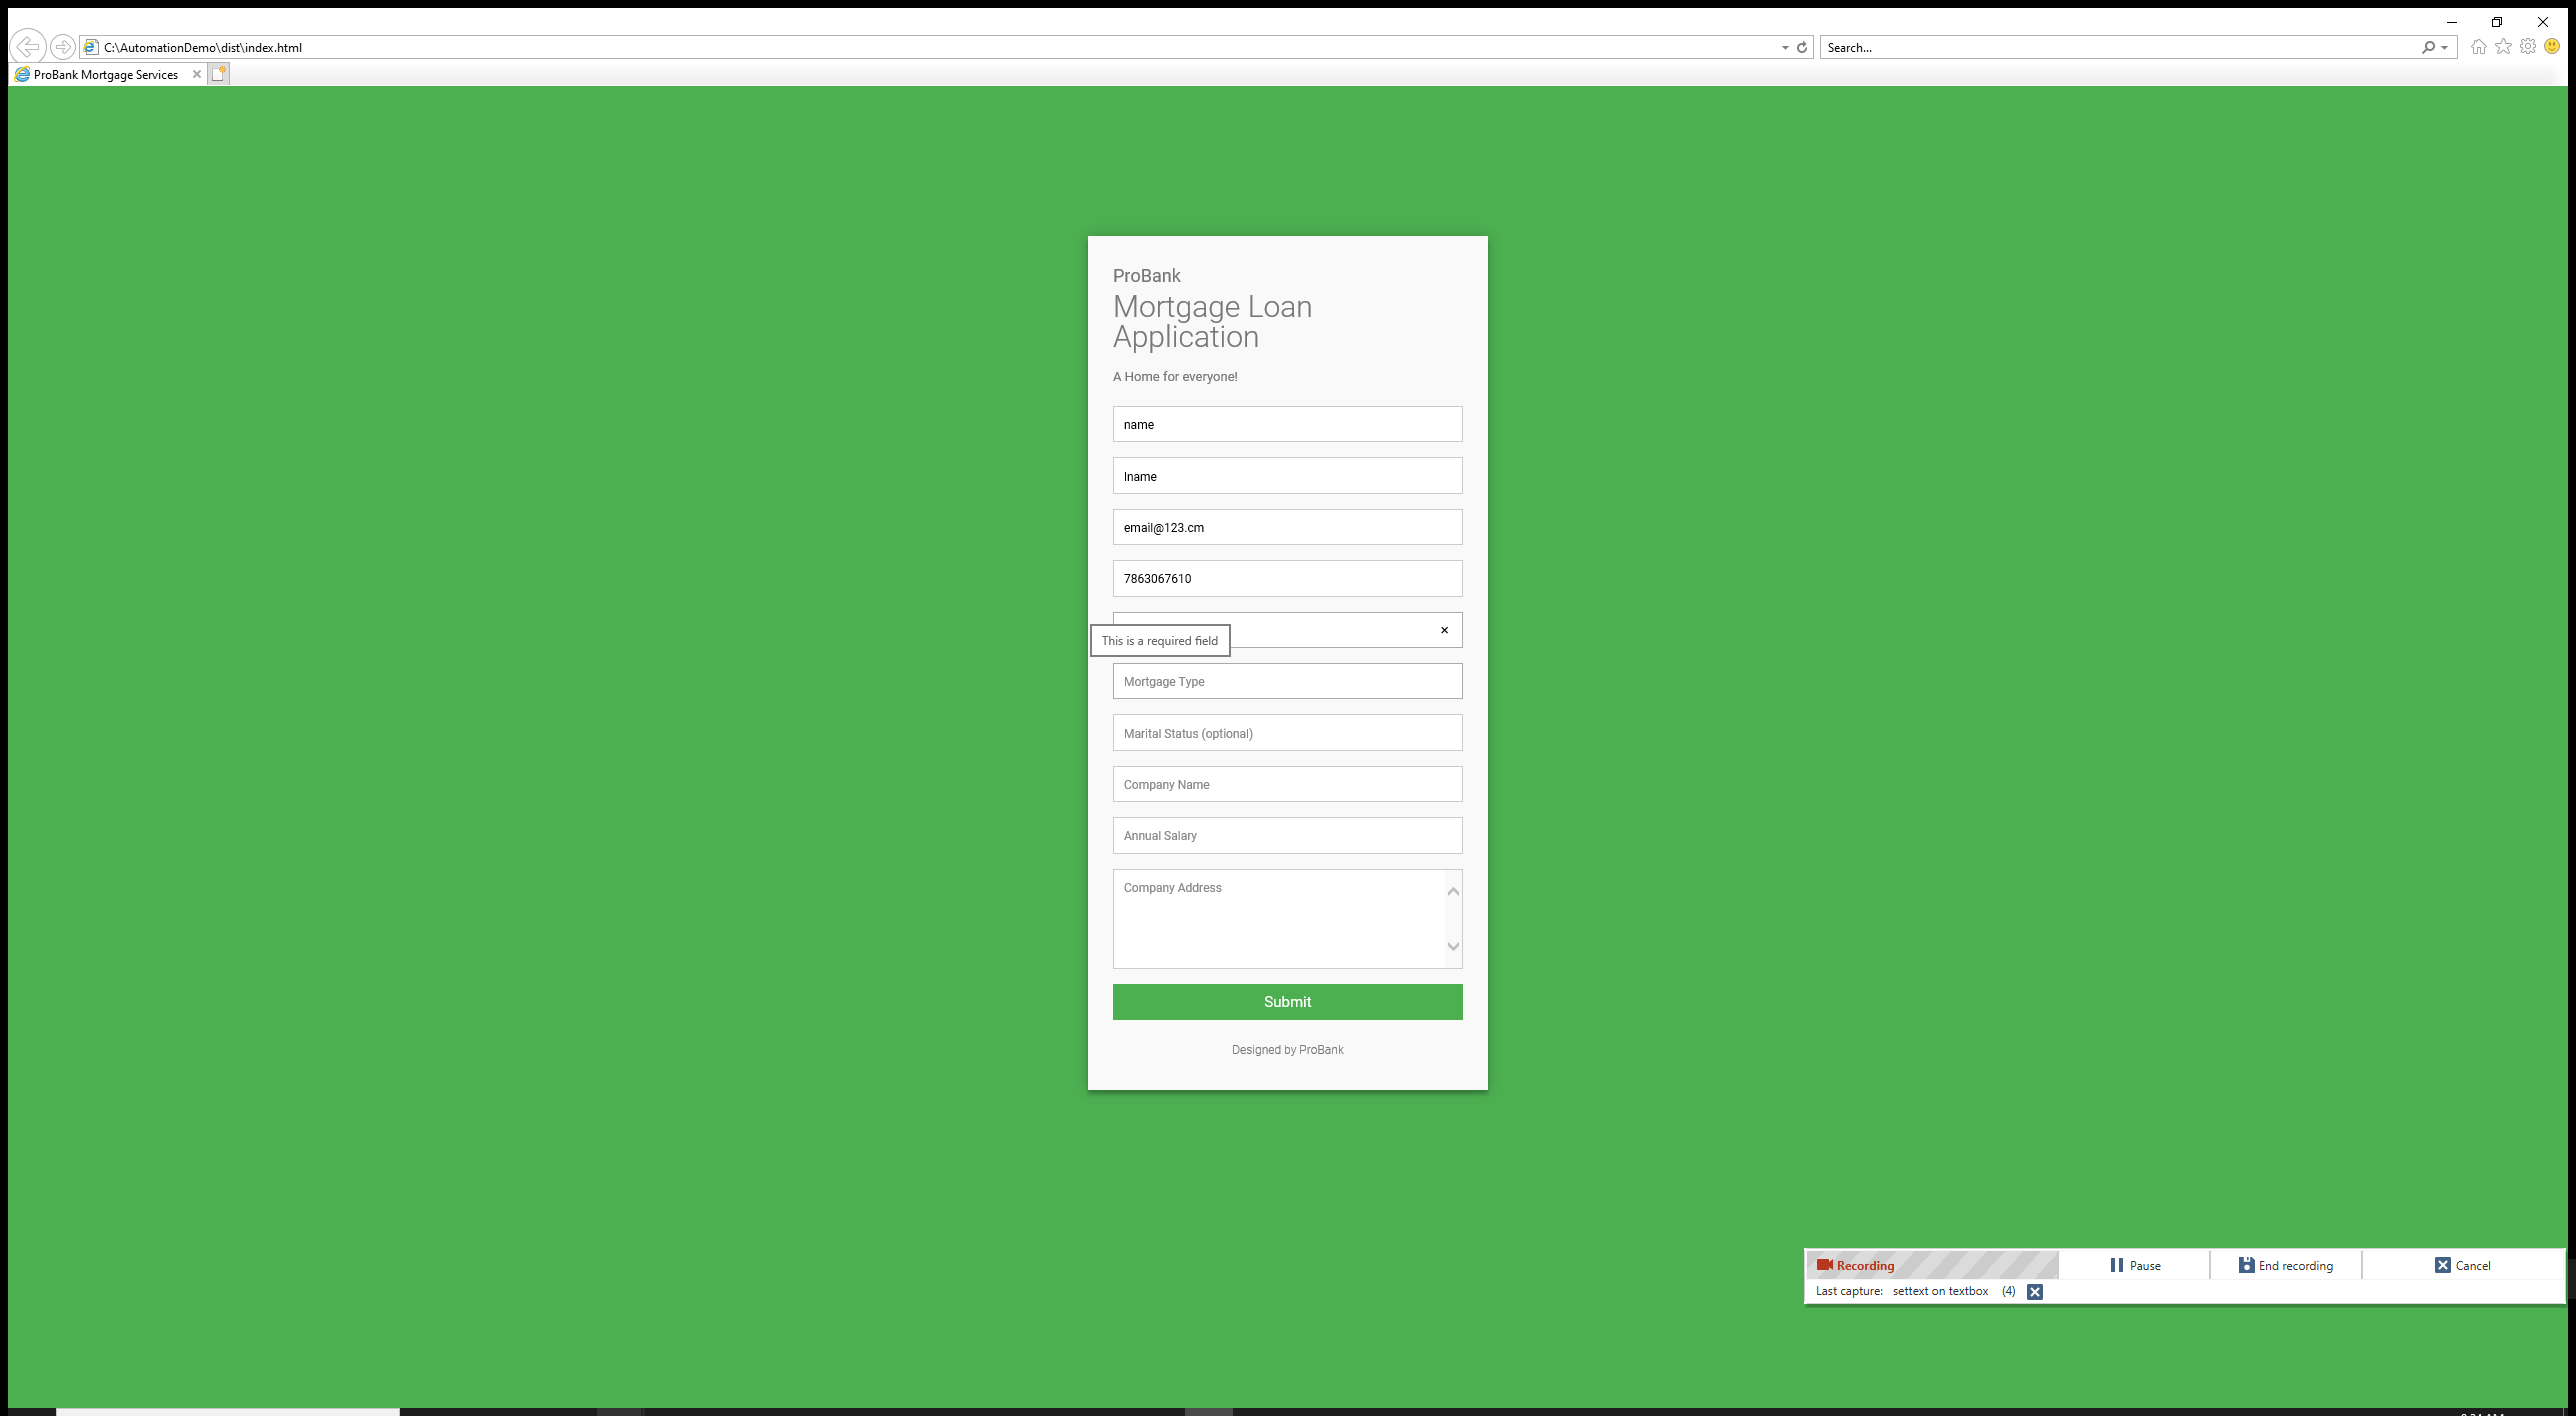 C:\AutomationDemo\dist\index.html
Search...
ProBank Mortgage Services
ProBank
Mortgage Loan
Application
A Home for everyone!
name
lname
email@123.cm
7863067610
This is a required field
Mortgage Type
Marital Status (optional)
Company Name
Annual Salary
Company Address
Submit
Designed by ProBank
Recording
Pause
End recording
Cancel
Last capture: settext on textbox (4)